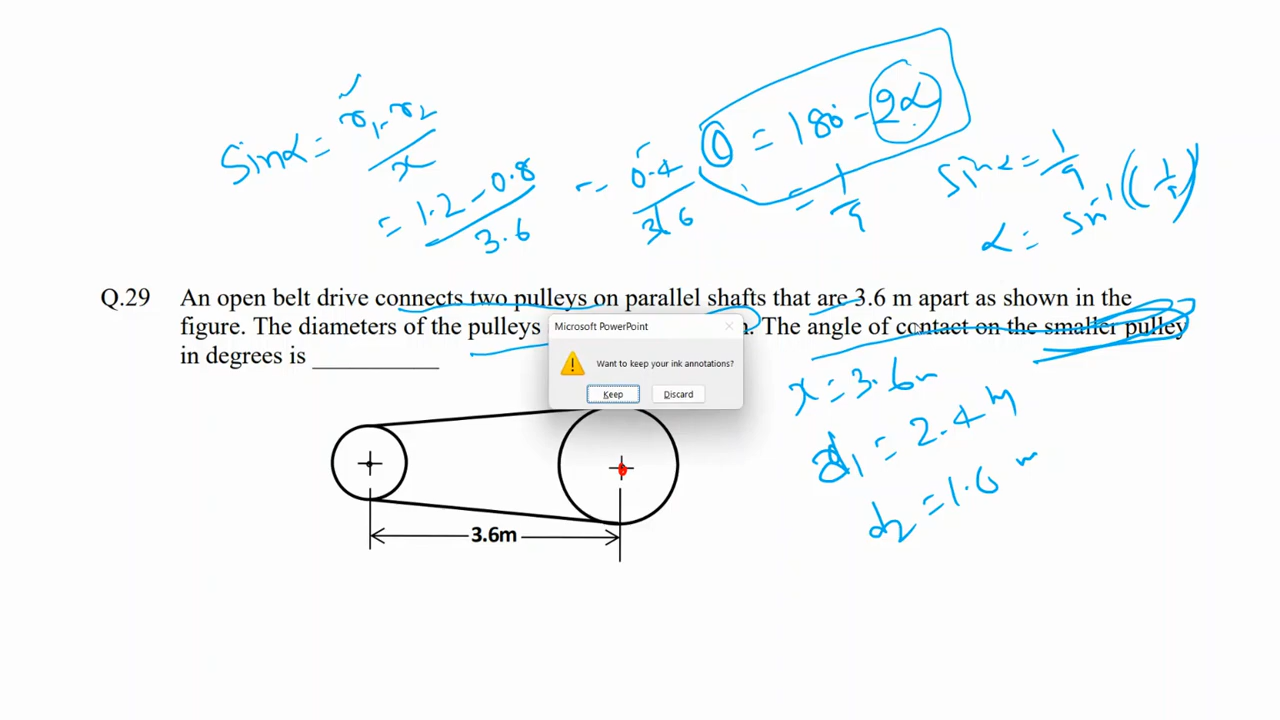 Sinα = r1 - r2 / x
= 1.2 - 0.8 / 3.6
= 0.4 / 3.6
= 1/9
θ = 180 - 2α
Sinα = 1/9
α = Sin⁻¹(1/9)
Q.29 An open belt drive connects two pulleys on parallel shafts that are 3.6 m apart as shown in the
figure. The diameters of the pulleys . The angle of contact on the smaller pulley
in degrees is ____________
Microsoft PowerPoint
Want to keep your ink annotations?
Keep Discard
x = 3.6m
d1 = 2.4 m
d2 = 1.6 m
3.6m